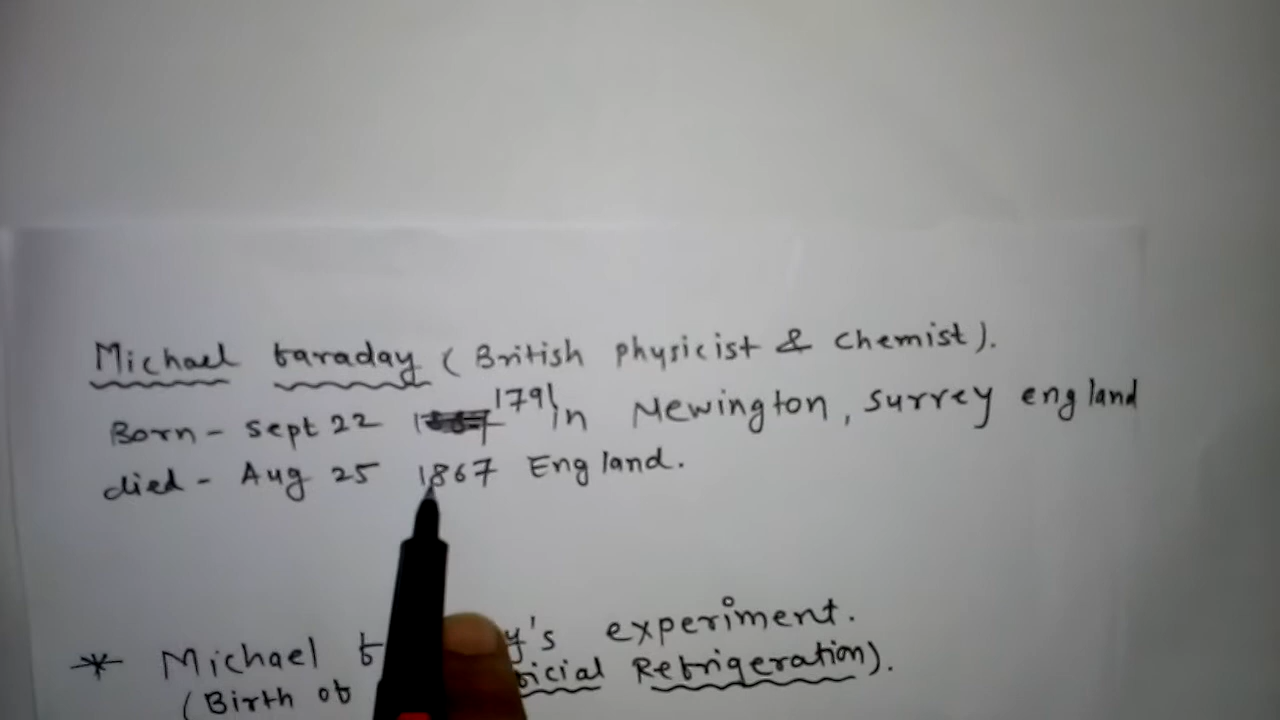 Michael faraday (British physicist & chemist).
Born - Sept 22 1791 in Newington, surrey england
died - Aug 25 1867 England.
* Michael y's experiment.
(Birth of icial Refrigeration).